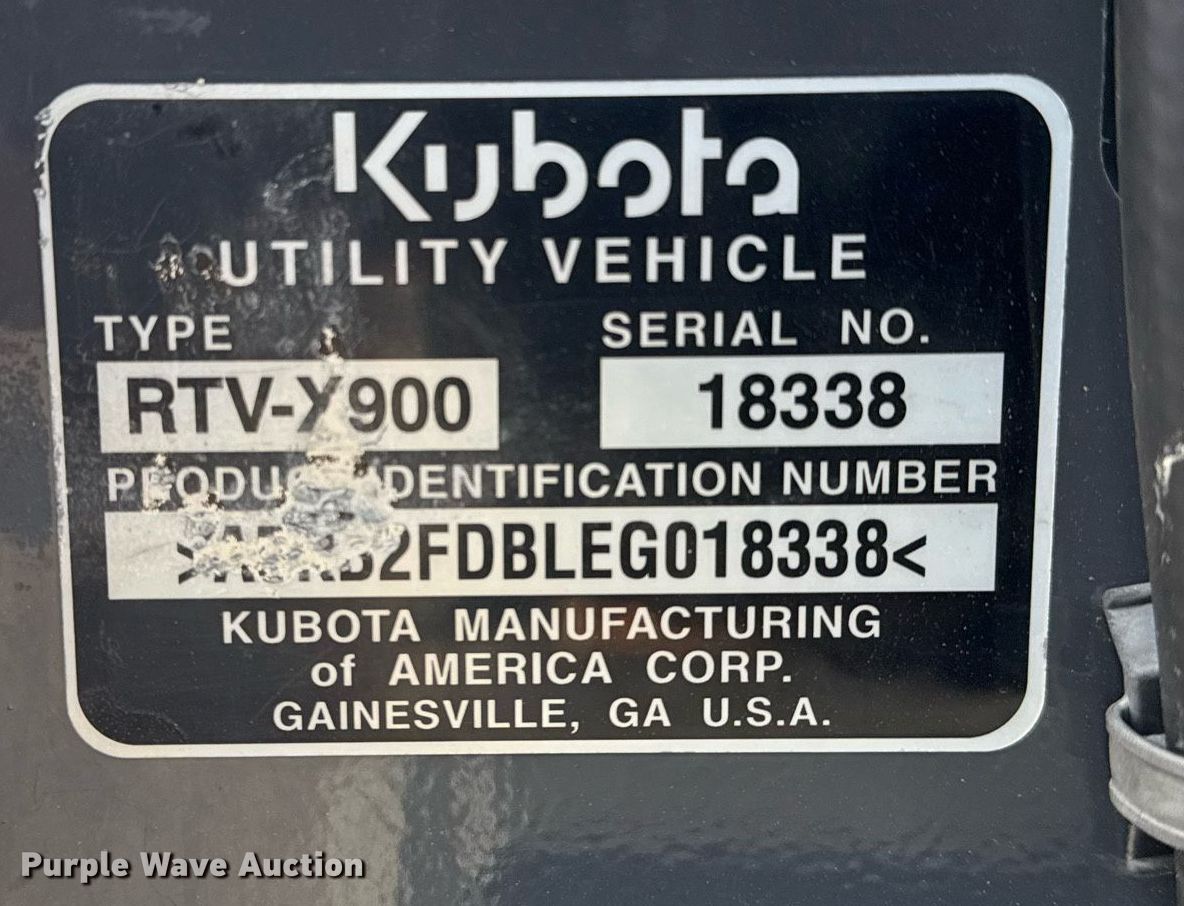 Kubota
UTILITY VEHICLE
TYPE
SERIAL NO.
RTV-X900
18338
PRODUCT IDENTIFICATION NUMBER
KUBOTA MANUFACTURING
of AMERICA CORP.
GAINESVILLE, GA U.S.A.
Purple Wave Auction